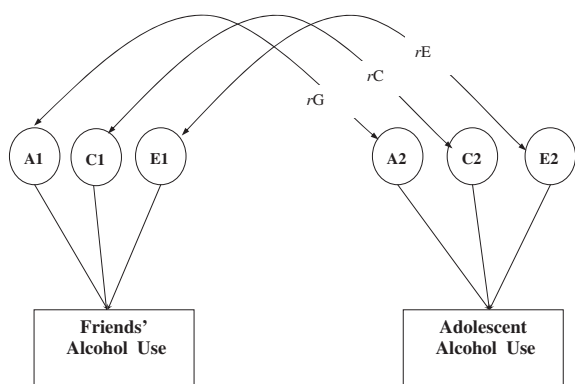 rE
rC
rG
A1 C1 E1 A2 C2 E2
Friends' Adolescent
Alcohol Use Alcohol Use